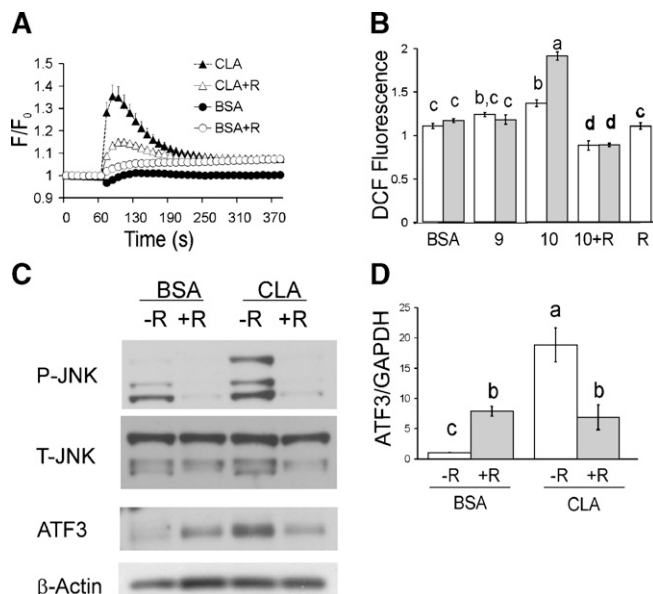 A
CLA
CLA+R
BSA
BSA+R
F/F0
1.5
1.4
1.3
1.2
1.1
1.0
0.9
0 60 130 190 250 310 370
Time (s)
B
DCF Fluorescence
2
1.5
1
0.5
0
c c b,c c b a d d c
BSA 9 10 10+R R
C
BSA CLA
-R +R -R +R
P-JNK
T-JNK
ATF3
β-Actin
D
ATF3/GAPDH
25
20
15
10
5
0
c b a b
-R +R -R +R
BSA CLA